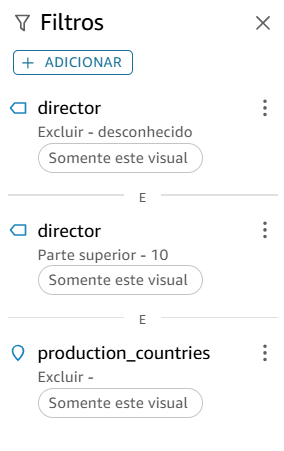 Filtros
ADICIONAR
director
Excluir - desconhecido
Somente este visual
E
director
Parte superior - 10
Somente este visual
E
production_countries
Excluir -
Somente este visual